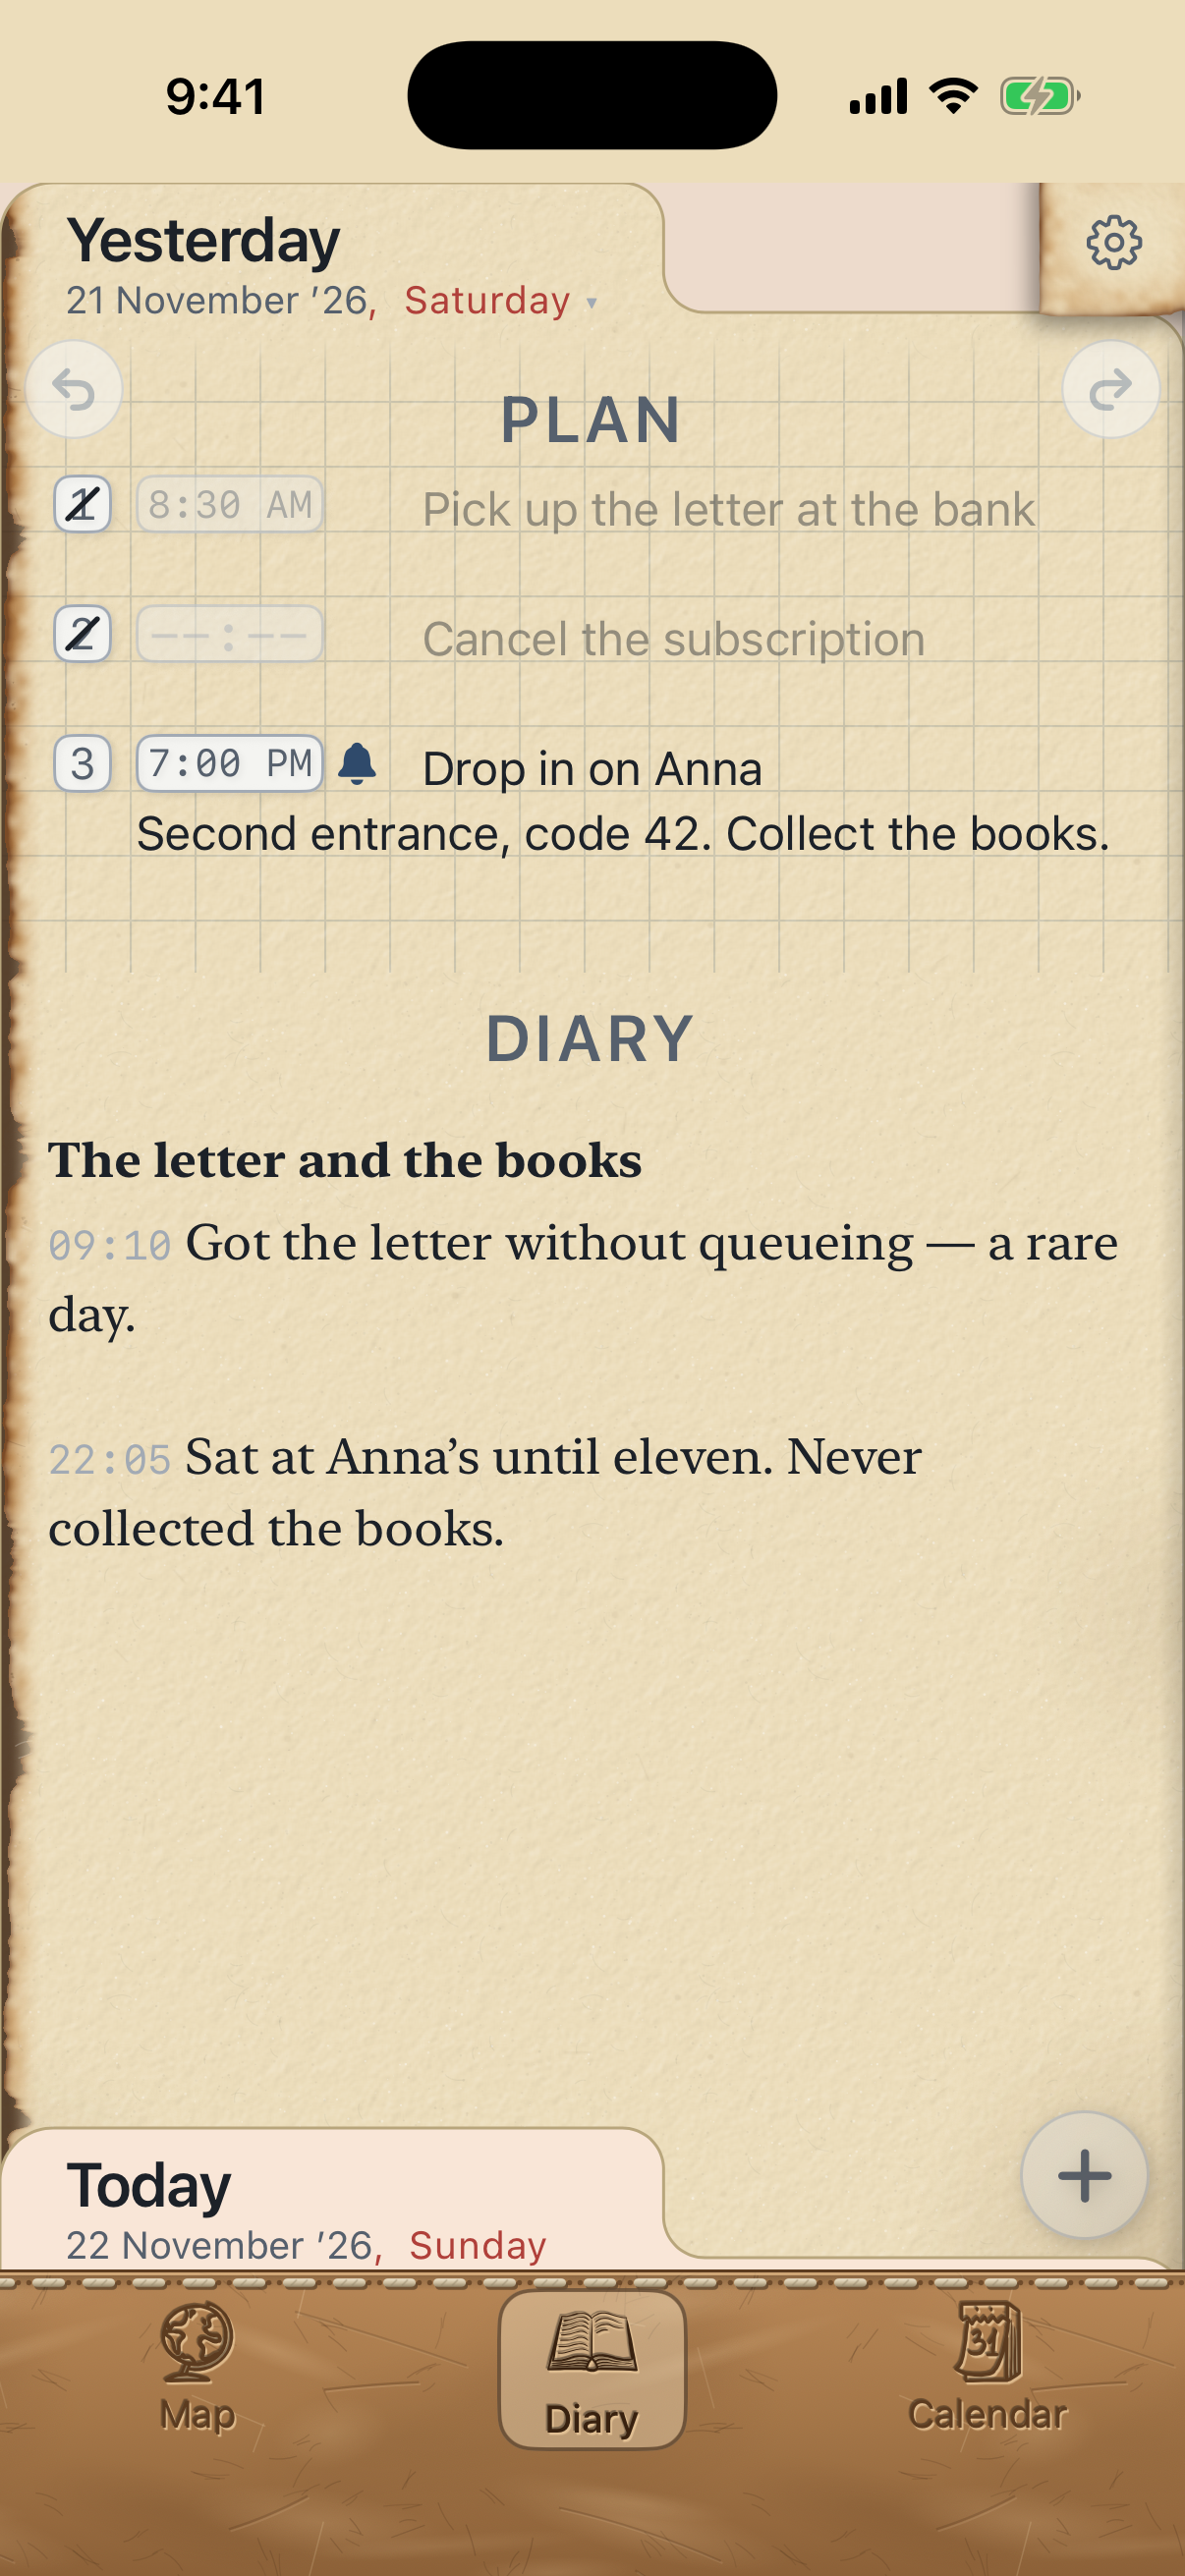 9:41
Yesterday
21 November ’26, Saturday ▾
PLAN
1 8:30 AM Pick up the letter at the bank
2 --:-- Cancel the subscription
3 7:00 PM Drop in on Anna
Second entrance, code 42. Collect the books.
DIARY
The letter and the books
09:10 Got the letter without queueing — a rare
day.
22:05 Sat at Anna’s until eleven. Never
collected the books.
Today
22 November ’26, Sunday
31
Map Diary Calendar